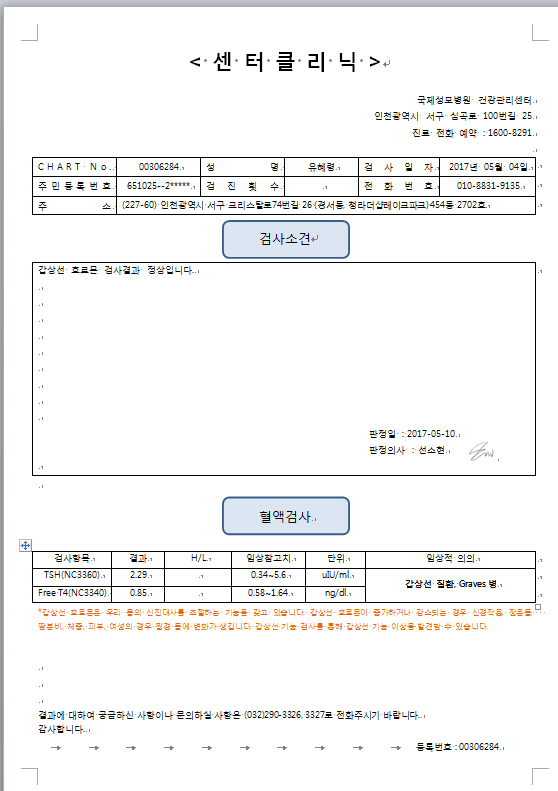 < 센 터 클 리 닉 >
국제성모병원 건강관리센터
인천광역시 서구 심곡로 100번길 25
진료 전화 예약 : 1600-8291
CHART No. 00306284 성 명 유혜령 검 사 일 자 2017년 05월 04일
주민등록번호 651025--2***** 검 진 횟 수 전 화 번 호 010-8831-9135
주 소 (227-60) 인천광역시 서구 크리스탈로74번길 26 (경서동, 청라더샵레이크파크)454동 2702호
검사소견
갑상선 호르몬 검사결과 정상입니다.
판정일 : 2017-05-10
판정의사 : 선소현
혈액검사
검사항목 결과 H/L 임상참고치 단위 임상적 의의
TSH(NC3360) 2.29 0.34~5.6 uIU/ml 갑상선 질환, Graves 병
Free T4(NC3340) 0.85 0.58~1.64 ng/dl
*갑상선 호르몬은 우리 몸의 신진대사를 조절하는 기능을 갖고 있습니다. 갑상선 호르몬이 증가하거나 감소되는 경우 신경작용, 장운동,
땀분비, 체중, 피부, 여성의 경우 월경 등에 변화가 생깁니다. 갑상선 기능 검사를 통해 갑상선 기능 이상을 발견할 수 있습니다.
결과에 대하여 궁금하신 사항이나 문의하실 사항은 (032)290-3326, 3327로 전화주시기 바랍니다.
감사합니다.
등록번호 : 00306284